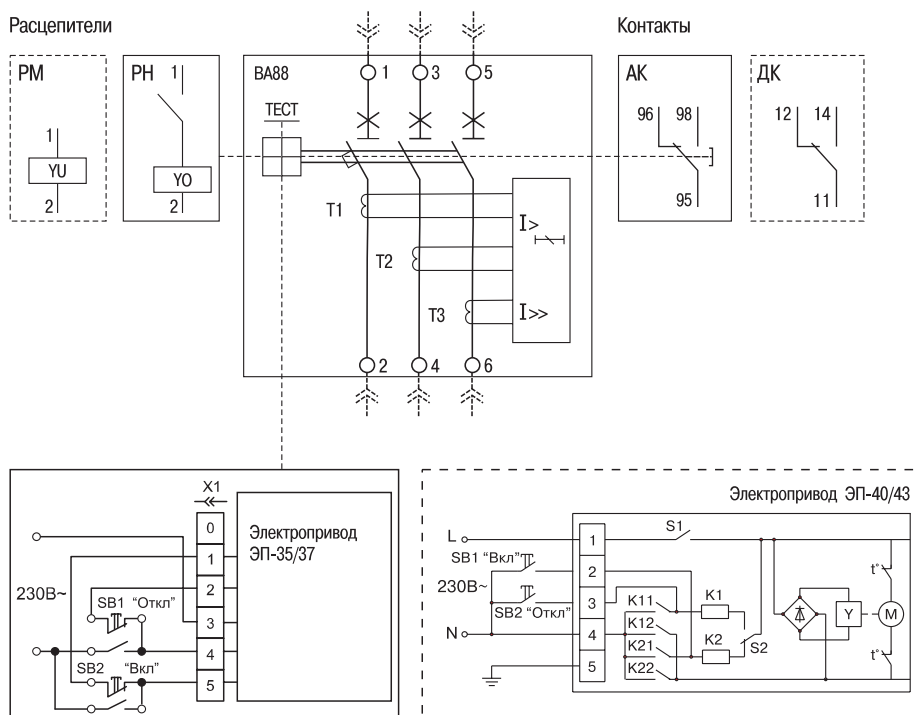 Расцепители
Контакты
РМ
1
YU
2
РН
1
YO
2
ВА88
ТЕСТ
1
3
5
Т1
Т2
Т3
I>
I>>
2
4
6
АК
96
98
95
ДК
12
14
11
X1
0
1
2
3
4
5
Электропривод
ЭП-35/37
230В~
SB1 "Откл"
SB2 "Вкл"
Электропривод ЭП-40/43
L
SB1 "Вкл"
230В~
SB2 "Откл"
N
1
2
3
4
5
S1
K11
K12
K21
K22
K1
K2
S2
Y
M
t°
t°